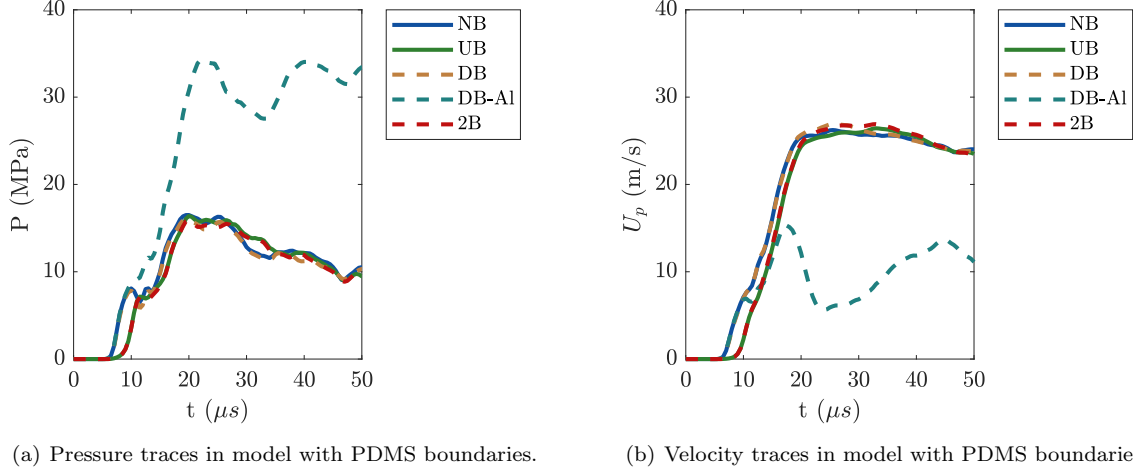 40
30
20
10
0
P (MPa)
0 10 20 30 40 50
t (μs)
NB
UB
DB
DB-Al
2B
(a) Pressure traces in model with PDMS boundaries.
40
30
20
10
0
U_p (m/s)
0 10 20 30 40 50
t (μs)
NB
UB
DB
DB-Al
2B
(b) Velocity traces in model with PDMS boundarie